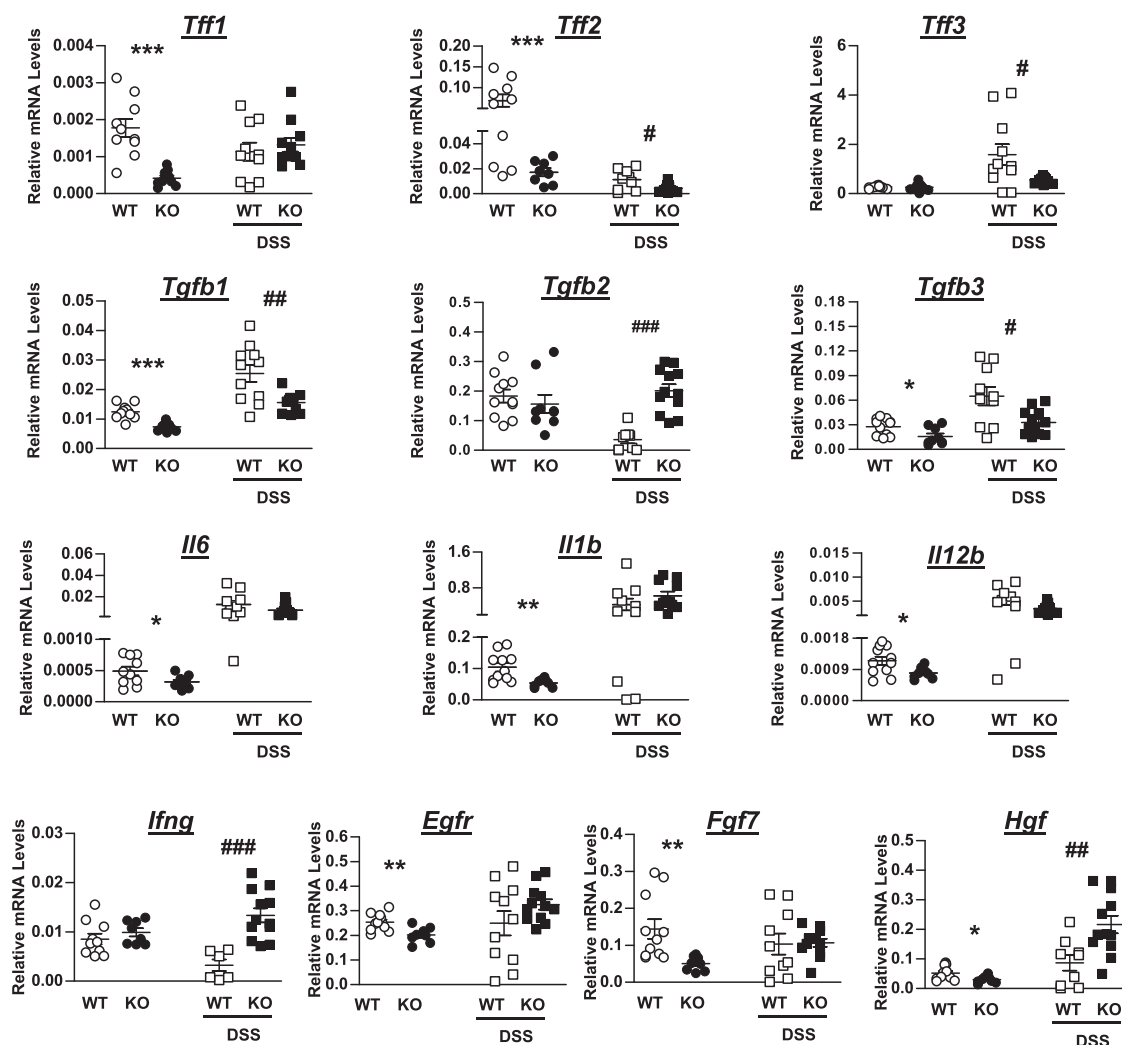 Tff1
Relative mRNA Levels
0.004
0.003
0.002
0.001
0.000
***
WT KO WT KO
DSS
Tff2
Relative mRNA Levels
0.20
0.15
0.10
0.04
0.02
0.00
***
#
WT KO WT KO
DSS
Tff3
Relative mRNA Levels
6
4
2
0
#
WT KO WT KO
DSS
Tgfb1
Relative mRNA Levels
0.05
0.04
0.03
0.02
0.01
0.00
***
##
WT KO WT KO
DSS
Tgfb2
Relative mRNA Levels
0.5
0.4
0.3
0.2
0.1
0.0
###
WT KO WT KO
DSS
Tgfb3
Relative mRNA Levels
0.18
0.15
0.12
0.09
0.06
0.03
0.00
*
#
WT KO WT KO
DSS
Il6
Relative mRNA Levels
0.06
0.04
0.02
0.0010
0.0005
0.0000
*
WT KO WT KO
DSS
Il1b
Relative mRNA Levels
1.6
0.8
0.2
0.1
0.0
**
WT KO WT KO
DSS
Il12b
Relative mRNA Levels
0.015
0.010
0.005
0.0018
0.0009
0.0000
*
WT KO WT KO
DSS
Ifng
Relative mRNA Levels
0.03
0.02
0.01
0.00
###
WT KO WT KO
DSS
Egfr
Relative mRNA Levels
0.6
0.5
0.4
0.3
0.2
0.1
0.0
**
WT KO WT KO
DSS
Fgf7
Relative mRNA Levels
0.4
0.3
0.2
0.1
0.0
**
WT KO WT KO
DSS
Hgf
Relative mRNA Levels
0.5
0.4
0.3
0.2
0.1
0.0
*
##
WT KO WT KO
DSS